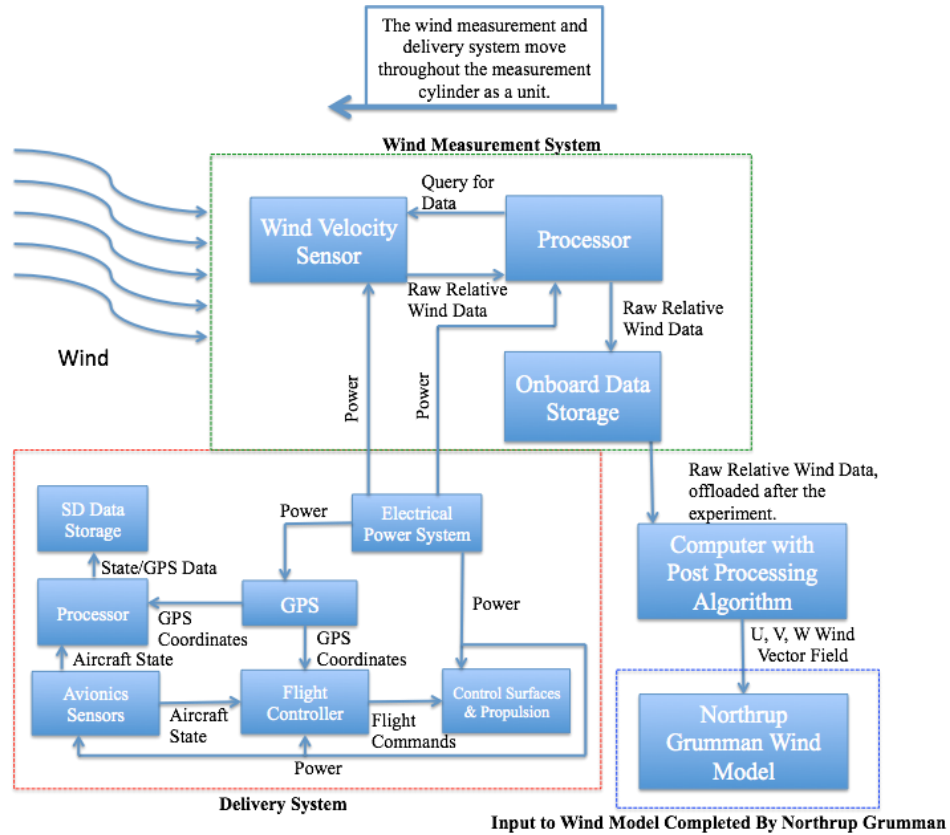 The wind measurement and
delivery system move
throughout the measurement
cylinder as a unit.
Wind Measurement System
Query for
Data
Wind Velocity
Sensor
Processor
Raw Relative
Wind Data
Raw Relative
Wind Data
Wind
Power
Power
Onboard Data
Storage
Raw Relative Wind Data,
offloaded after the
experiment.
SD Data
Storage
Power
Electrical
Power System
State/GPS Data
Computer with
Post Processing
Algorithm
Processor
GPS
Coordinates
GPS
Power
GPS
Coordinates
U, V, W Wind
Vector Field
Aircraft State
Avionics
Sensors
Aircraft
State
Flight
Controller
Flight
Commands
Control Surfaces
& Propulsion
Northrup
Grumman Wind
Model
Power
Delivery System
Input to Wind Model Completed By Northrup Grumman